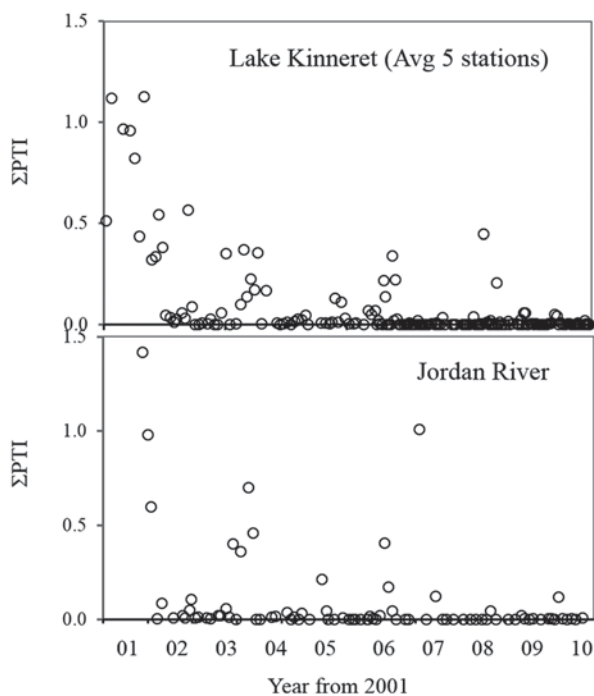 1.5
Lake Kinneret (Avg 5 stations)
1.0
ΣPTI
0.5
0.0
1.5
Jordan River
1.0
ΣPTI
0.5
0.0
01 02 03 04 05 06 07 08 09 10
Year from 2001